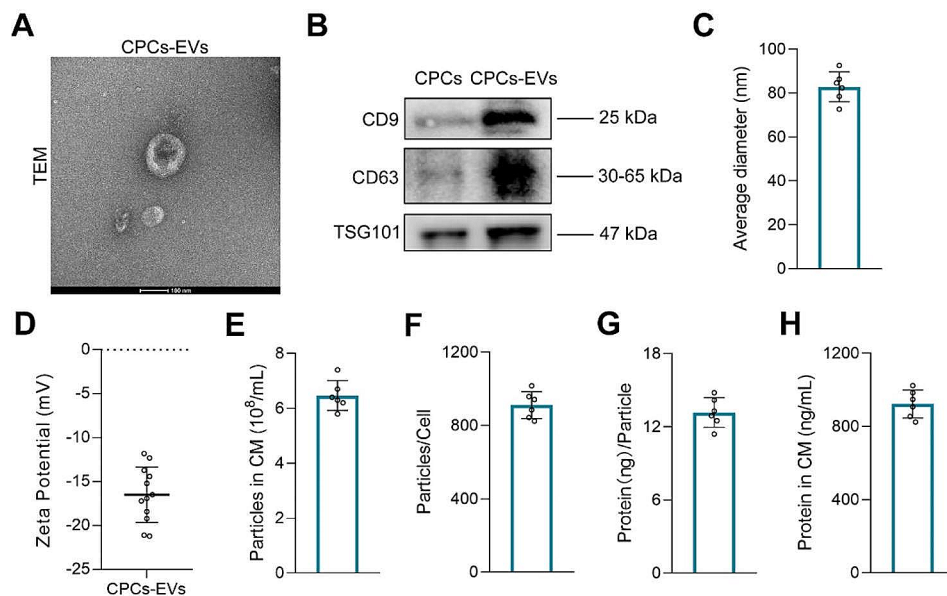 A
CPCs-EVs
TEM
100 nm
B
CPCs CPCs-EVs
CD9 25 kDa
CD63 30-65 kDa
TSG101 47 kDa
C
Average diameter (nm)
100
80
60
40
20
0
D
Zeta Potential (mV)
0
-5
-10
-15
-20
-25
CPCs-EVs
E
Particles in CM (10⁸/mL)
8
6
4
2
0
F
Particles/Cell
1200
800
400
0
G
Protein(ng)/Particle
18
12
6
0
H
Protein in CM (ng/mL)
1200
800
400
0